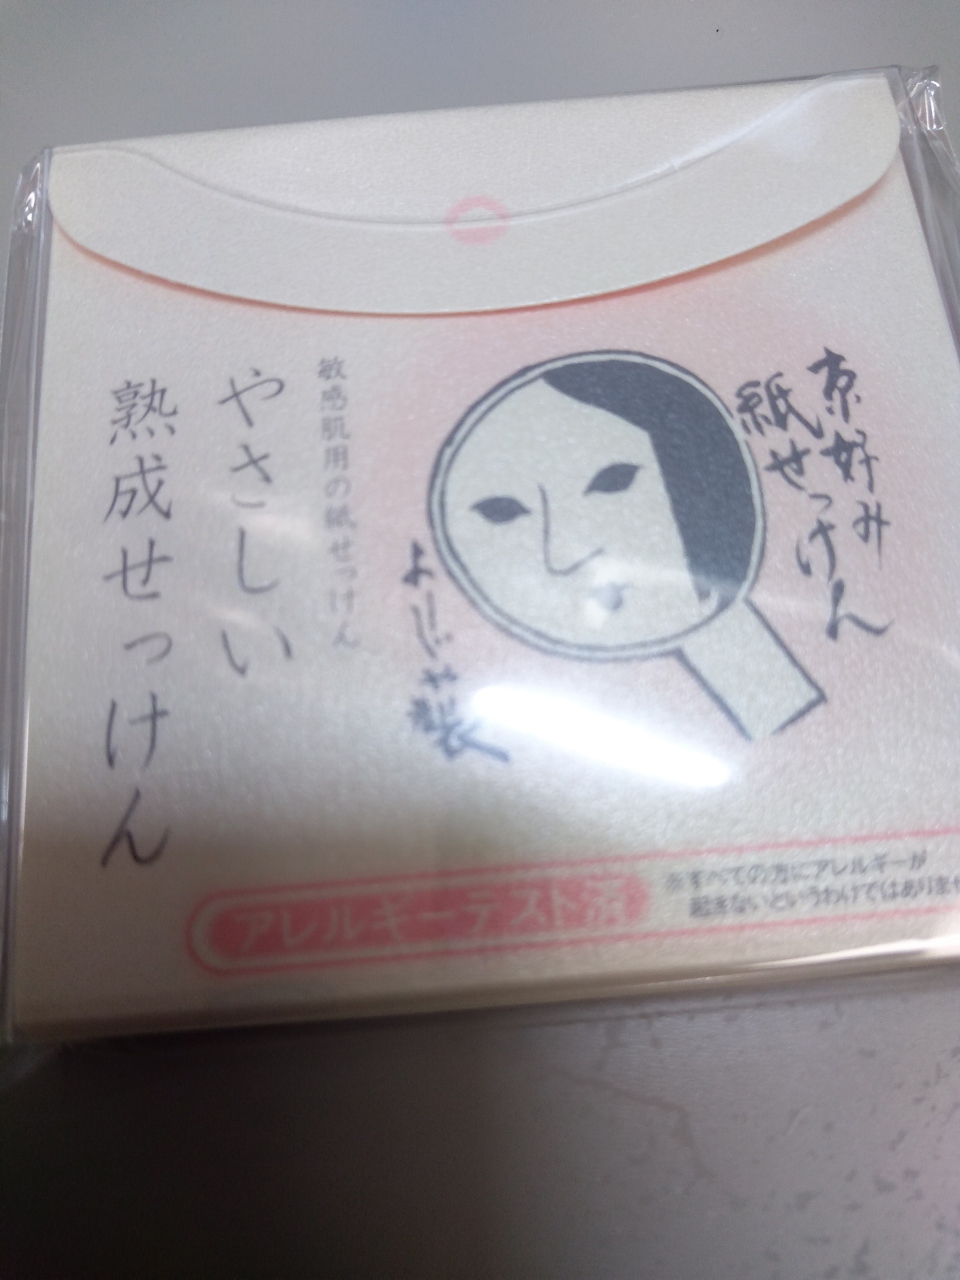 京好み
紙せっけん
よーじや製
敏感肌用の紙せっけん
やさしい
熟成せっけん
アレルギーテスト済
※すべての方にアレルギーが
起きないというわけではありませ